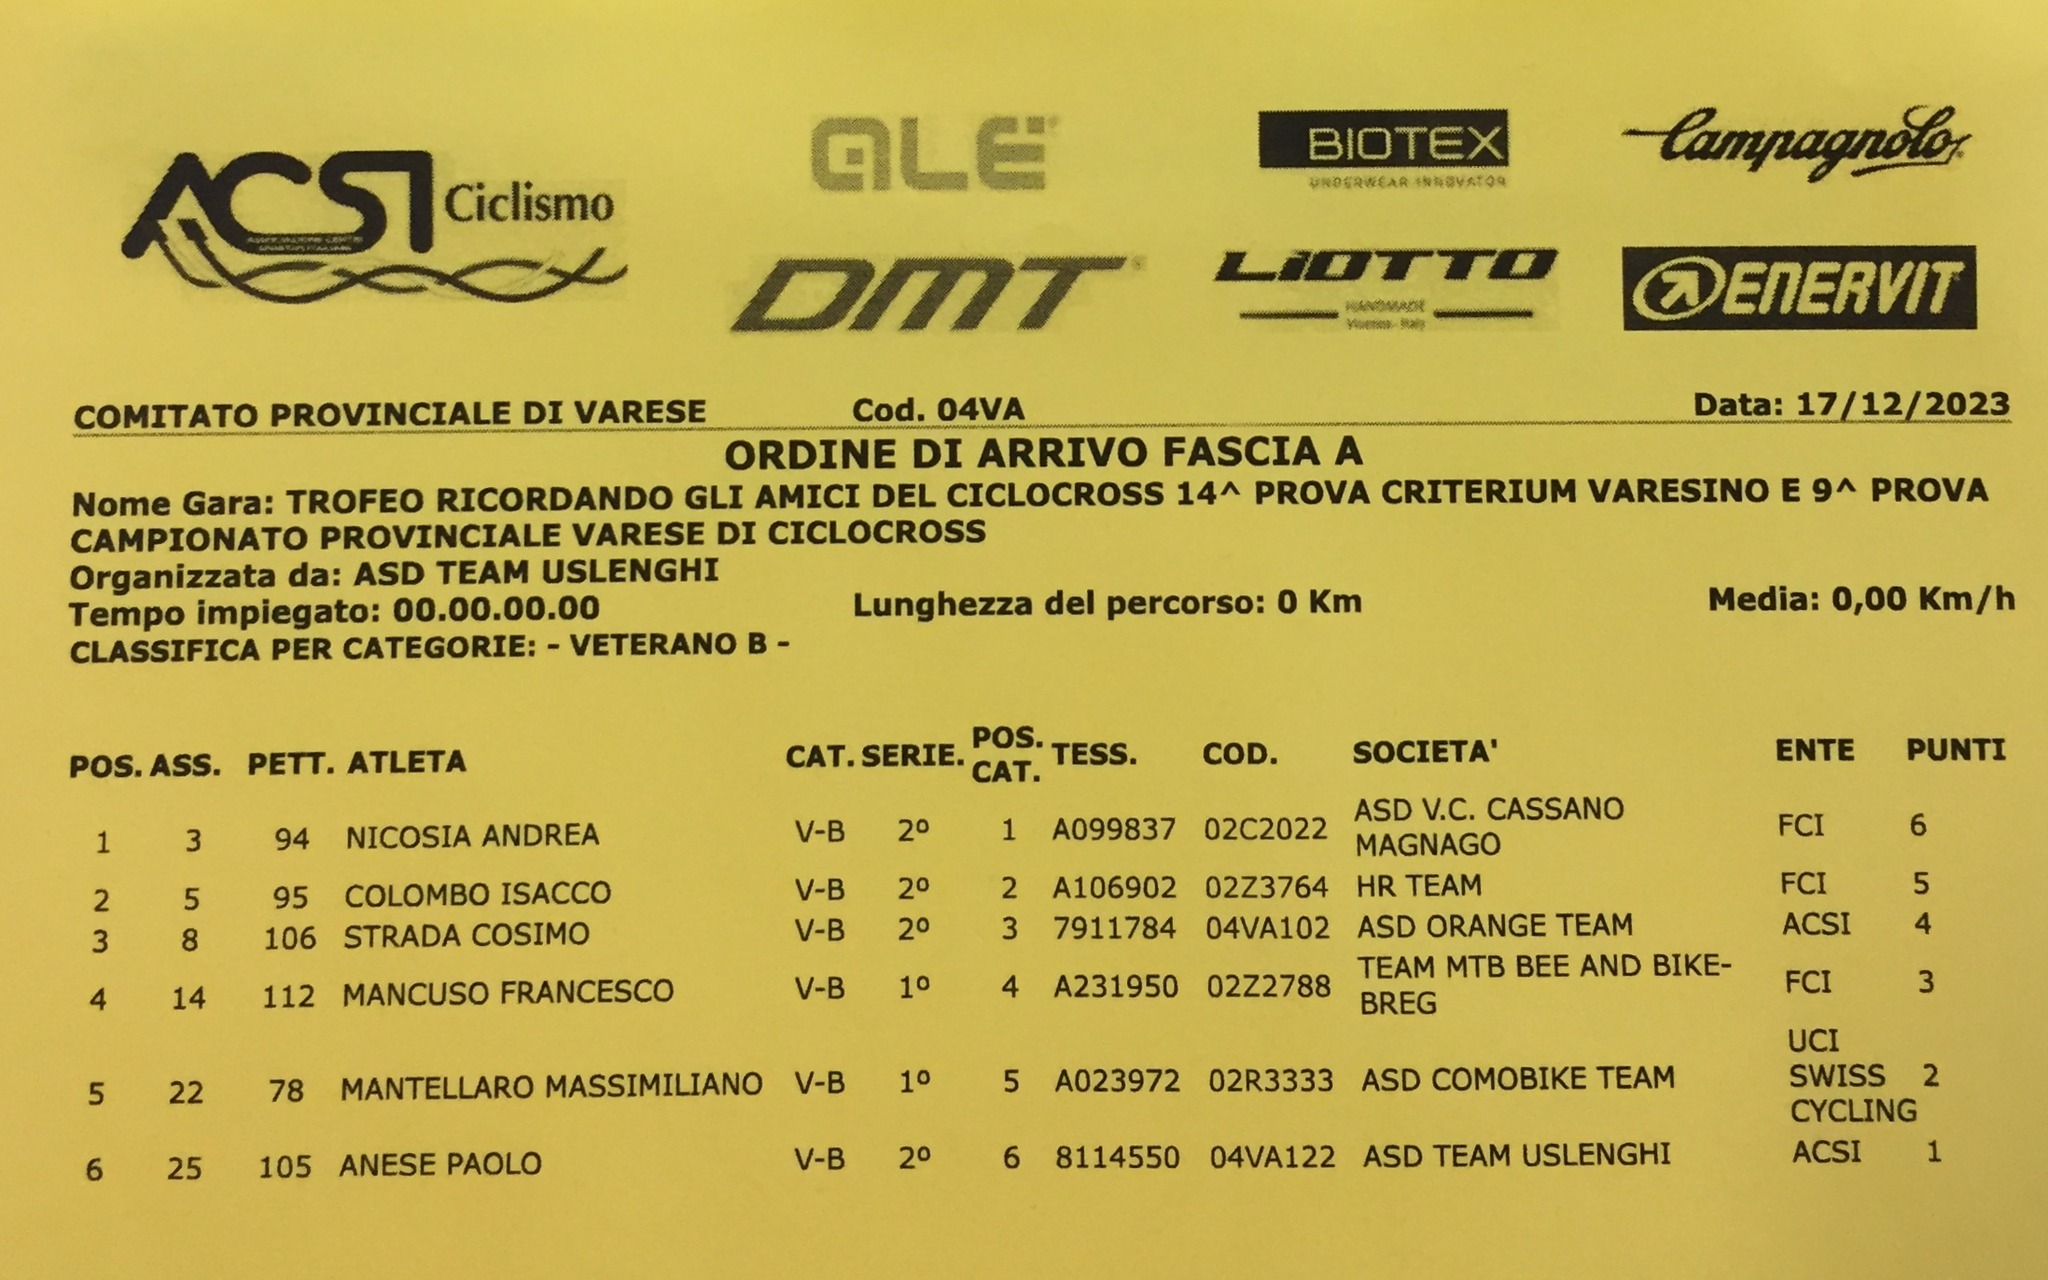 ACSI Ciclismo
ASSOCIAZIONE CENTRI
SPORTIVI ITALIANI
ALÉ
BIOTEX
UNDERWEAR INNOVATOR
Campagnolo
DMT
LIOTTO
HANDMADE
Vicenza - Italy
ENERVIT
COMITATO PROVINCIALE DI VARESE Cod. 04VA Data: 17/12/2023
ORDINE DI ARRIVO FASCIA A
Nome Gara: TROFEO RICORDANDO GLI AMICI DEL CICLOCROSS 14^ PROVA CRITERIUM VARESINO E 9^ PROVA
CAMPIONATO PROVINCIALE VARESE DI CICLOCROSS
Organizzata da: ASD TEAM USLENGHI
Tempo impiegato: 00.00.00.00 Lunghezza del percorso: 0 Km Media: 0,00 Km/h
CLASSIFICA PER CATEGORIE: - VETERANO B -
POS. ASS. PETT. ATLETA CAT. SERIE. POS. CAT. TESS. COD. SOCIETA' ENTE PUNTI
1 3 94 NICOSIA ANDREA V-B 2º 1 A099837 02C2022 ASD V.C. CASSANO MAGNAGO FCI 6
2 5 95 COLOMBO ISACCO V-B 2º 2 A106902 02Z3764 HR TEAM FCI 5
3 8 106 STRADA COSIMO V-B 2º 3 7911784 04VA102 ASD ORANGE TEAM ACSI 4
4 14 112 MANCUSO FRANCESCO V-B 1º 4 A231950 02Z2788 TEAM MTB BEE AND BIKE-BREG FCI 3
5 22 78 MANTELLARO MASSIMILIANO V-B 1º 5 A023972 02R3333 ASD COMOBIKE TEAM UCI SWISS CYCLING 2
6 25 105 ANESE PAOLO V-B 2º 6 8114550 04VA122 ASD TEAM USLENGHI ACSI 1